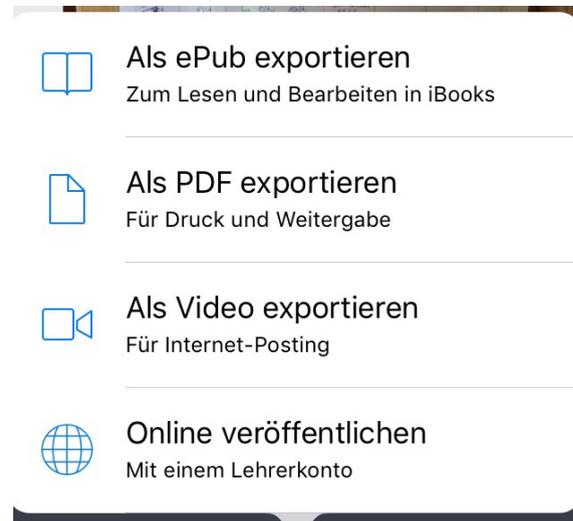 Als ePub exportieren
Zum Lesen und Bearbeiten in iBooks
Als PDF exportieren
Für Druck und Weitergabe
Als Video exportieren
Für Internet-Posting
Online veröffentlichen
Mit einem Lehrerkonto